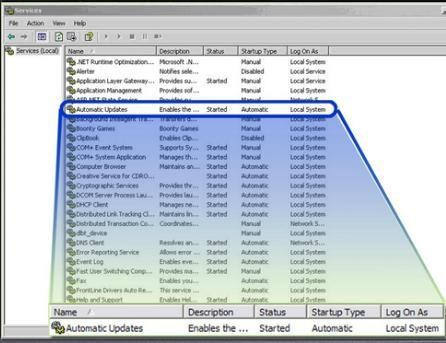 Services
File Action View Help
Services (Local)
Name Description Status Startup Type Log On As
.NET Runtime Optimization... Microsoft .N... Manual Local System
Alerter Notifies sele... Disabled Local Service
Application Layer Gateway... Provides su... Started Manual Local Service
Application Management Provides sof... Manual Local System
ASP.NET State Service Manual Network S...
Automatic Updates Enables the ... Started Automatic Local System
Background Intelligent Tra... Transfers d... Manual Local System
Boonty Games Boonty Games Manual Local System
ClipBook Enables Clip... Disabled Local System
COM+ Event System Supports Sy... Started Manual Local System
COM+ System Application Manages th... Started Manual Local System
Computer Browser Maintains an... Started Automatic Local System
Creative Service for CDRO... Started Automatic Local System
Cryptographic Services Provides thr... Started Automatic Local System
DCOM Server Process Lau... Provides lau... Started Automatic Local System
DHCP Client Manages ne... Started Automatic Local System
Distributed Link Tracking Cl... Maintains lin... Started Automatic Local System
Distributed Transaction Co... Coordinates... Manual Network S...
dbt_device Manual Local System
DNS Client Resolves an... Started Automatic Network S...
Error Reporting Service Allows error ... Started Automatic Local System
Event Log Enables eve... Started Automatic Local System
Fast User Switching Comp... Provides ma... Started Manual Local System
Fax Enables you... Automatic Local System
FrontLine Drivers Auto Re... This service ... Automatic Local System
Help and Support Enables Hel... Started Automatic Local System
Name Description Status Startup Type Log On As
Automatic Updates Enables the ... Started Automatic Local System